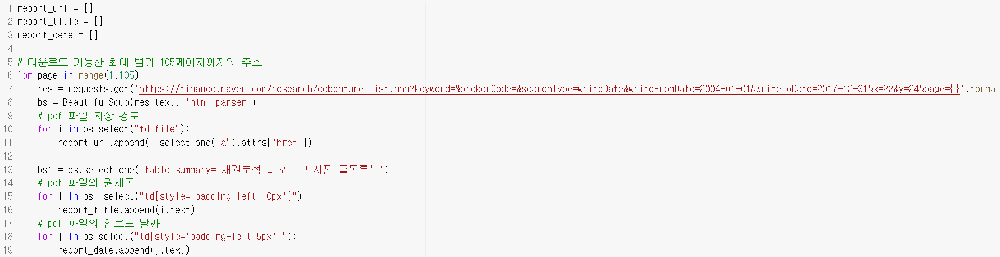 1 report_url = []
2 report_title = []
3 report_date = []
4
5 # 다운로드 가능한 최대 범위 105페이지까지의 주소
6 for page in range(1,105):
7     res = requests.get('https://finance.naver.com/research/debenture_list.nhn?keyword=&brokerCode=&searchType=writeDate&writeFromDate=2004-01-01&writeToDate=2017-12-31&x=22&y=24&page={}'.forma
8     bs = BeautifulSoup(res.text, 'html.parser')
9     # pdf 파일 저장 경로
10     for i in bs.select("td.file"):
11         report_url.append(i.select_one("a").attrs['href'])
12
13     bs1 = bs.select_one('table[summary="채권분석 리포트 게시판 글목록"]')
14     # pdf 파일의 원제목
15     for i in bs1.select("td[style='padding-left:10px']"):
16         report_title.append(i.text)
17     # pdf 파일의 업로드 날짜
18     for j in bs.select("td[style='padding-left:5px']"):
19         report_date.append(j.text)